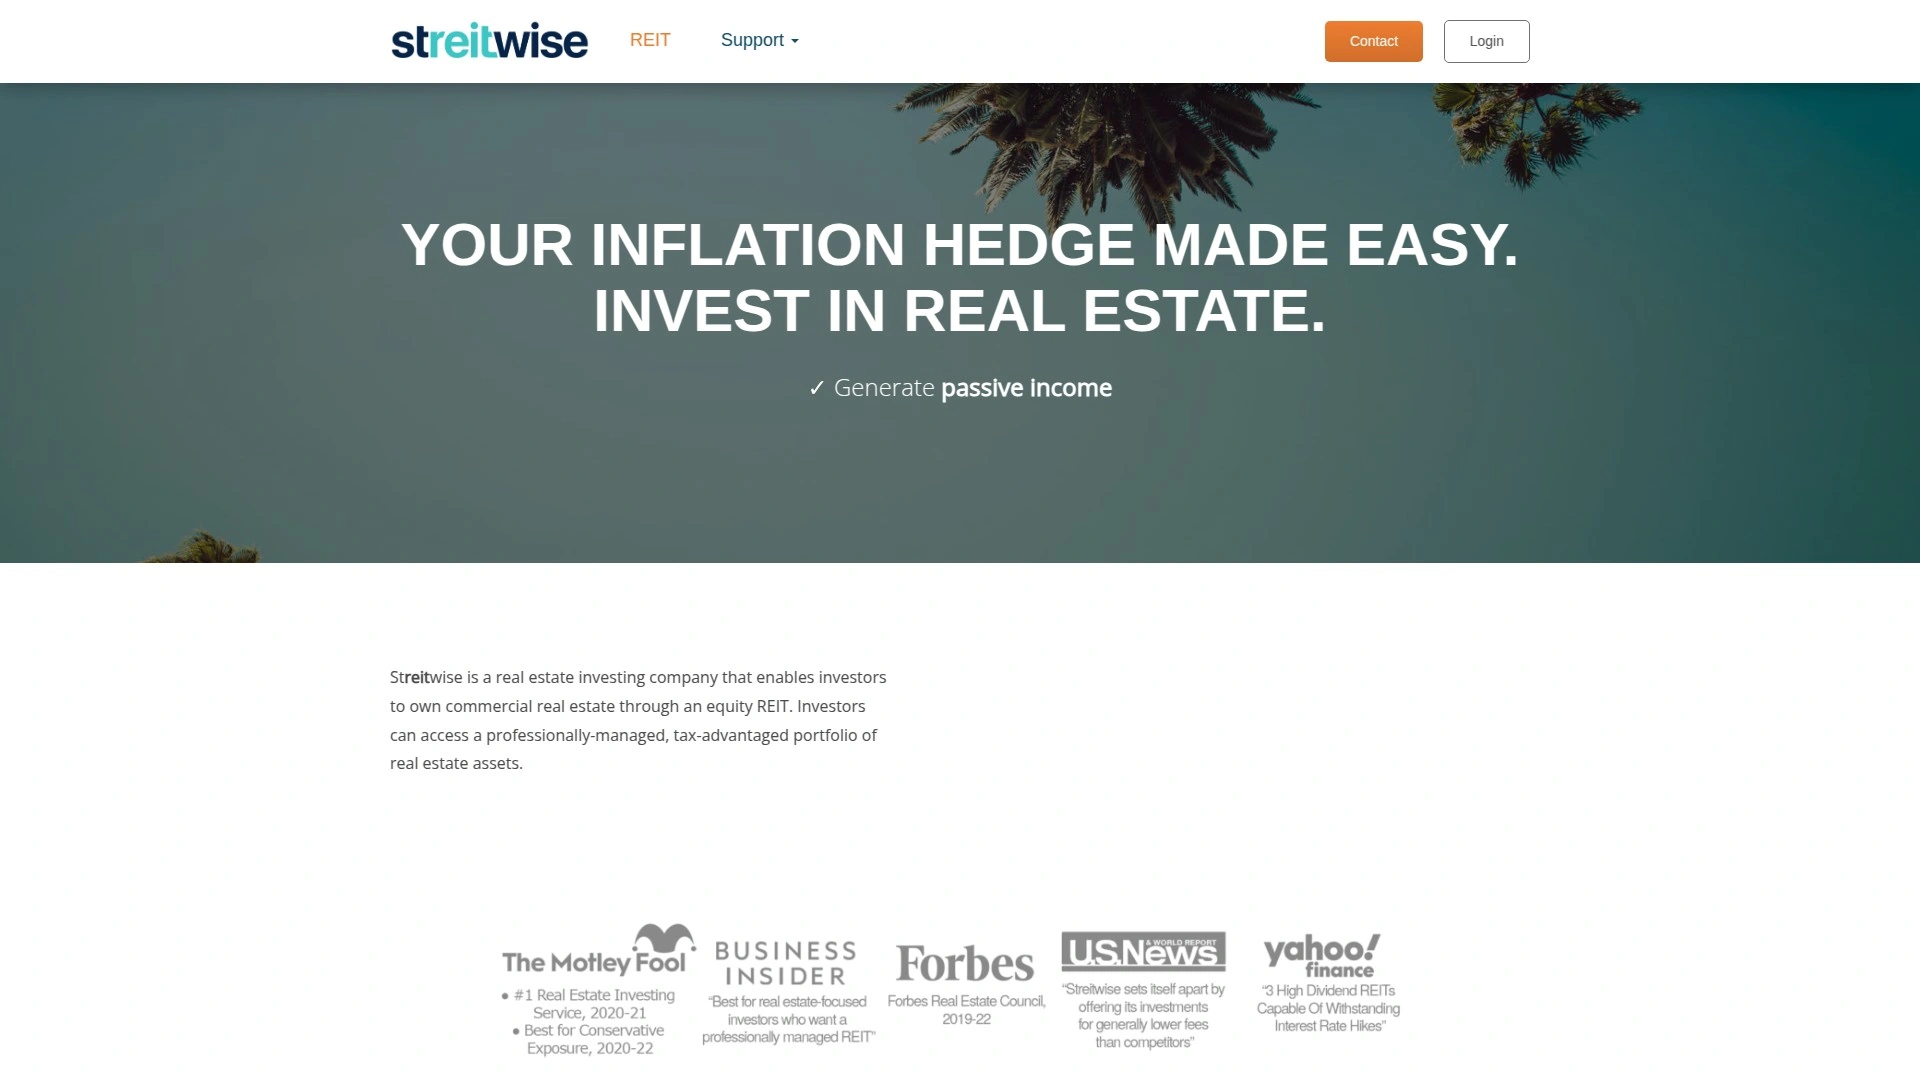 streitwise
REIT
Support
Contact
Login
YOUR INFLATION HEDGE MADE EASY.
INVEST IN REAL ESTATE.
✓ Generate passive income
Streitwise is a real estate investing company that enables investors
to own commercial real estate through an equity REIT. Investors
can access a professionally-managed, tax-advantaged portfolio of
real estate assets.
The Motley Fool
• #1 Real Estate Investing
Service, 2020-21
• Best for Conservative
Exposure, 2020-22
BUSINESS
INSIDER
“Best for real estate-focused
investors who want a
professionally managed REIT”
Forbes
Forbes Real Estate Council,
2019-22
U.S.News
& WORLD REPORT
“Streitwise sets itself apart by
offering its investments
for generally lower fees
than competitors”
yahoo!
finance
“3 High Dividend REITs
Capable Of Withstanding
Interest Rate Hikes”